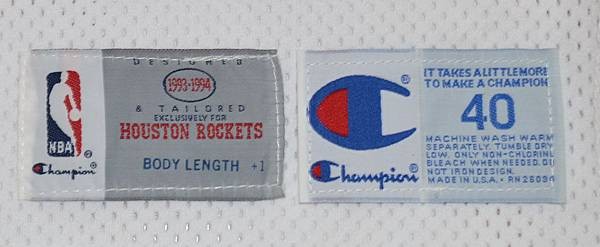 DESIGNED
1993-1994
& TAILORED
EXCLUSIVELY FOR
HOUSTON ROCKETS
BODY LENGTH +1
NBA ®
Champion
®
Champion
IT TAKES A LITTLE MORE
TO MAKE A CHAMPION
40
MACHINE WASH WARM
SEPARATELY. TUMBLE DRY
LOW. ONLY NON-CHLORINE
BLEACH WHEN NEEDED. DO
NOT IRON DESIGN.
MADE IN U.S.A. • RN 26094